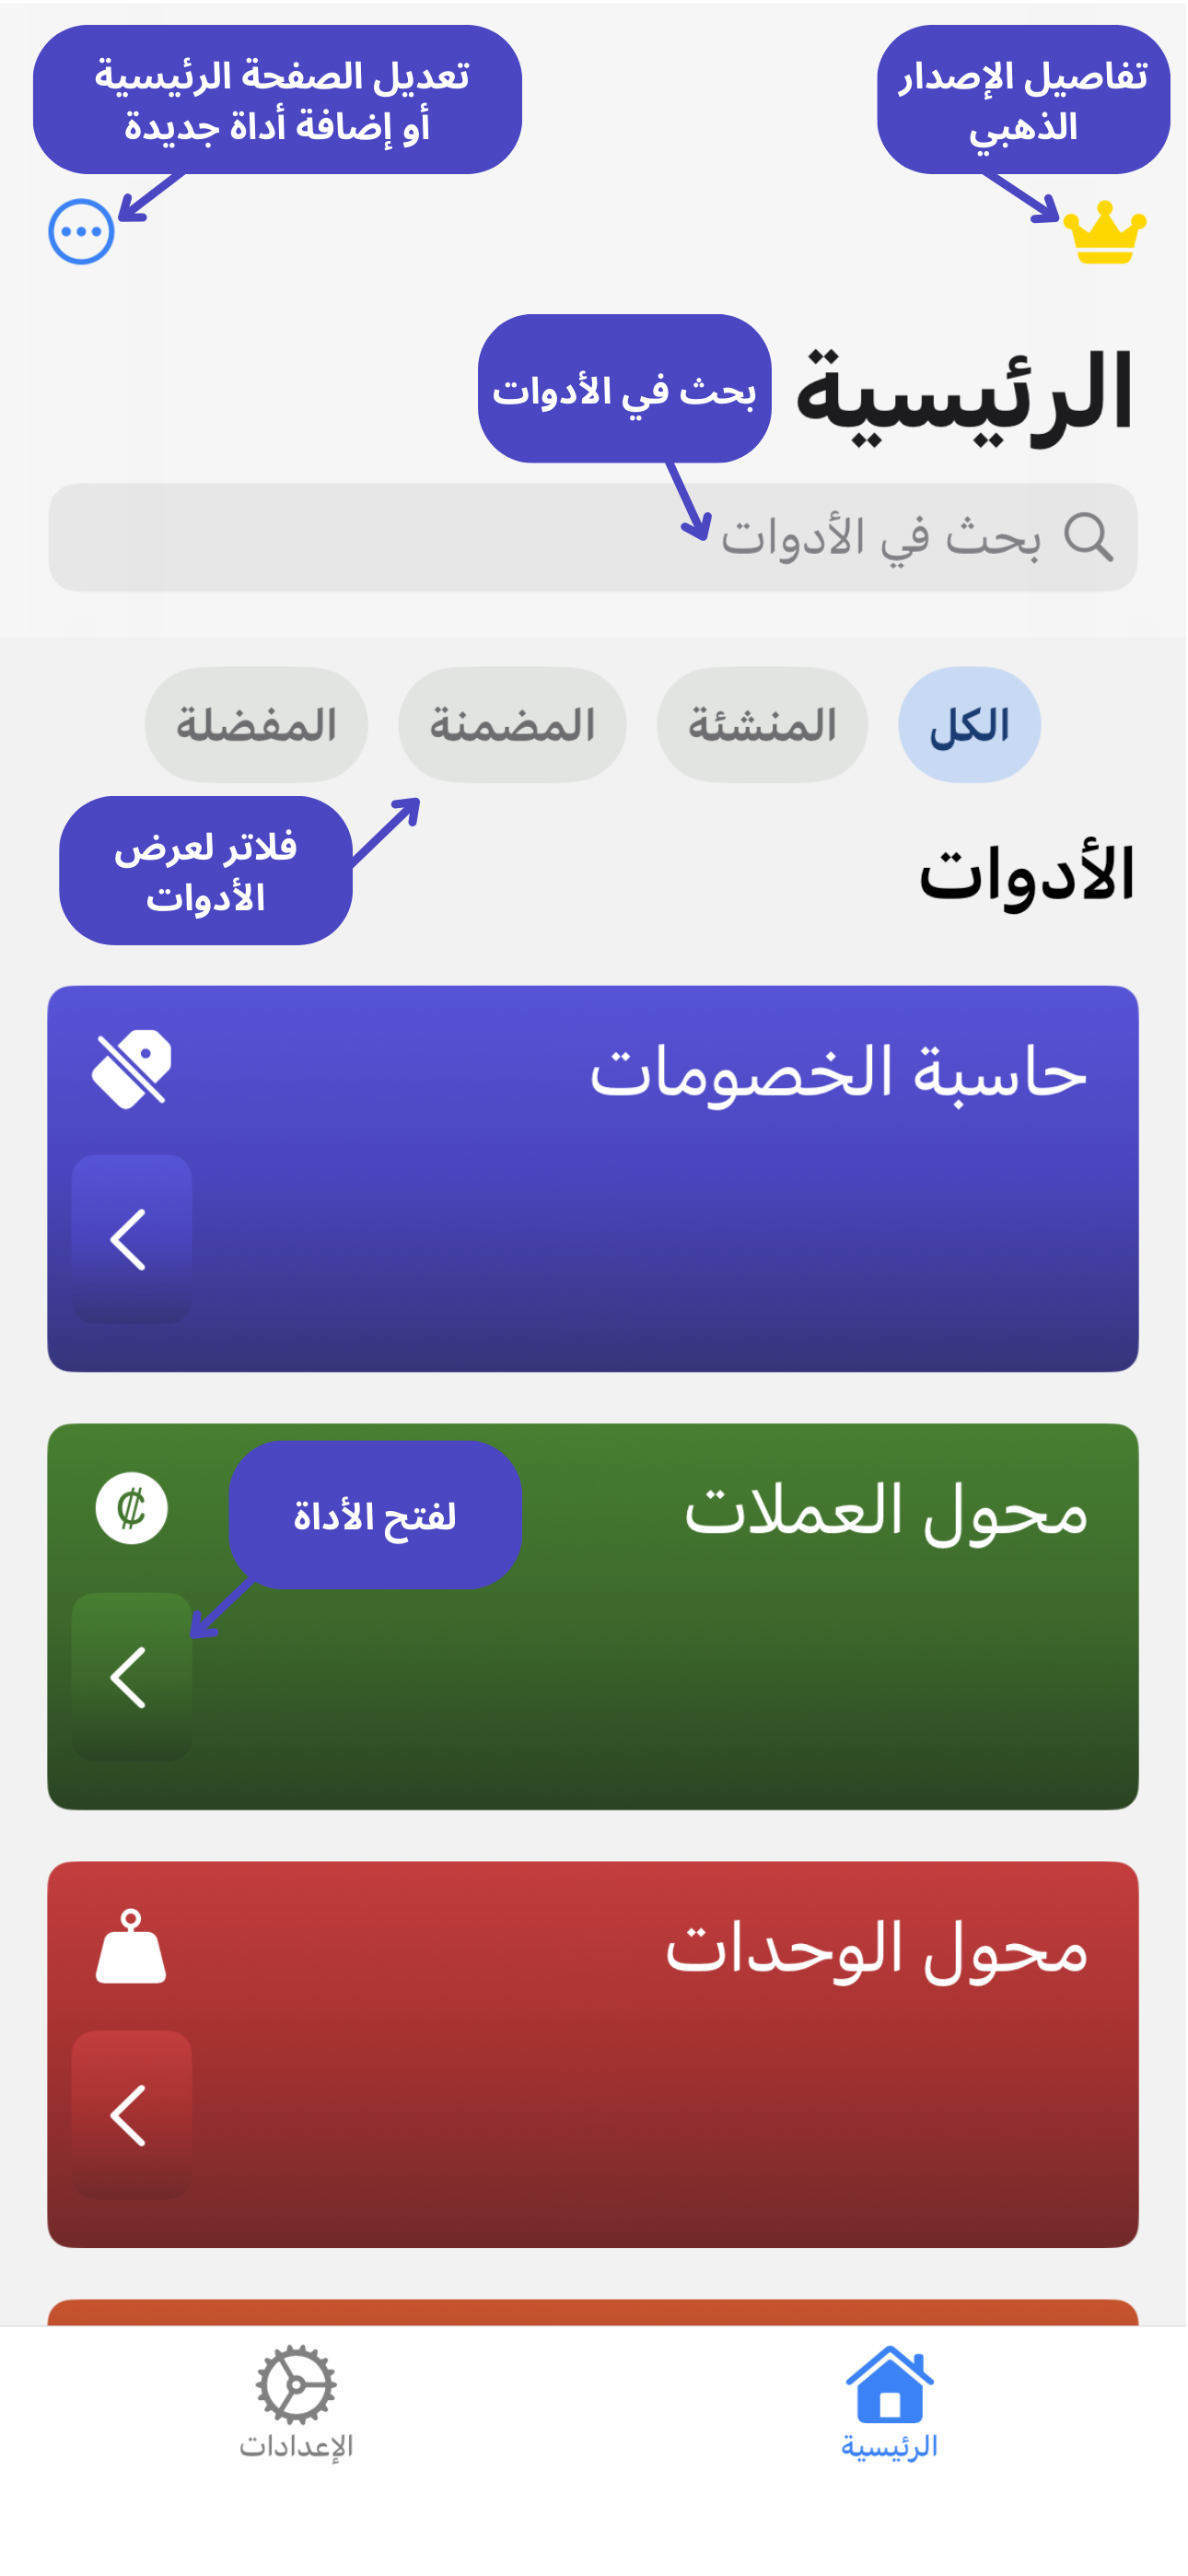 تفاصيل الإصدار
الذهبي
تعديل الصفحة الرئيسية
أو إضافة أداة جديدة
الرئيسية
بحث في الأدوات
بحث في الأدوات
الكل
المنشئة
المضمنة
المفضلة
الأدوات
فلاتر لعرض
الأدوات
حاسبة الخصومات
محول العملات
لفتح الأداة
₡
محول الوحدات
الرئيسية
الإعدادات